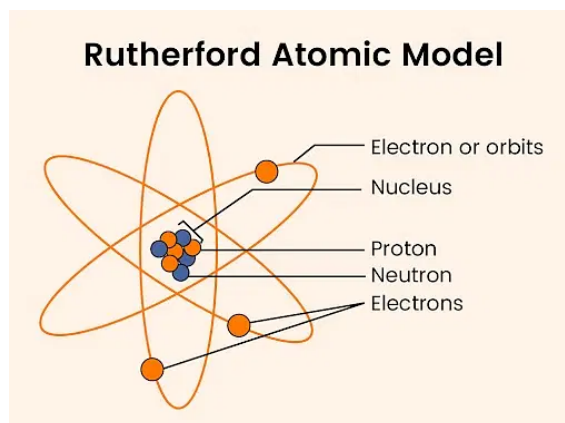 Rutherford Atomic Model
Electron or orbits
Nucleus
Proton
Neutron
Electrons